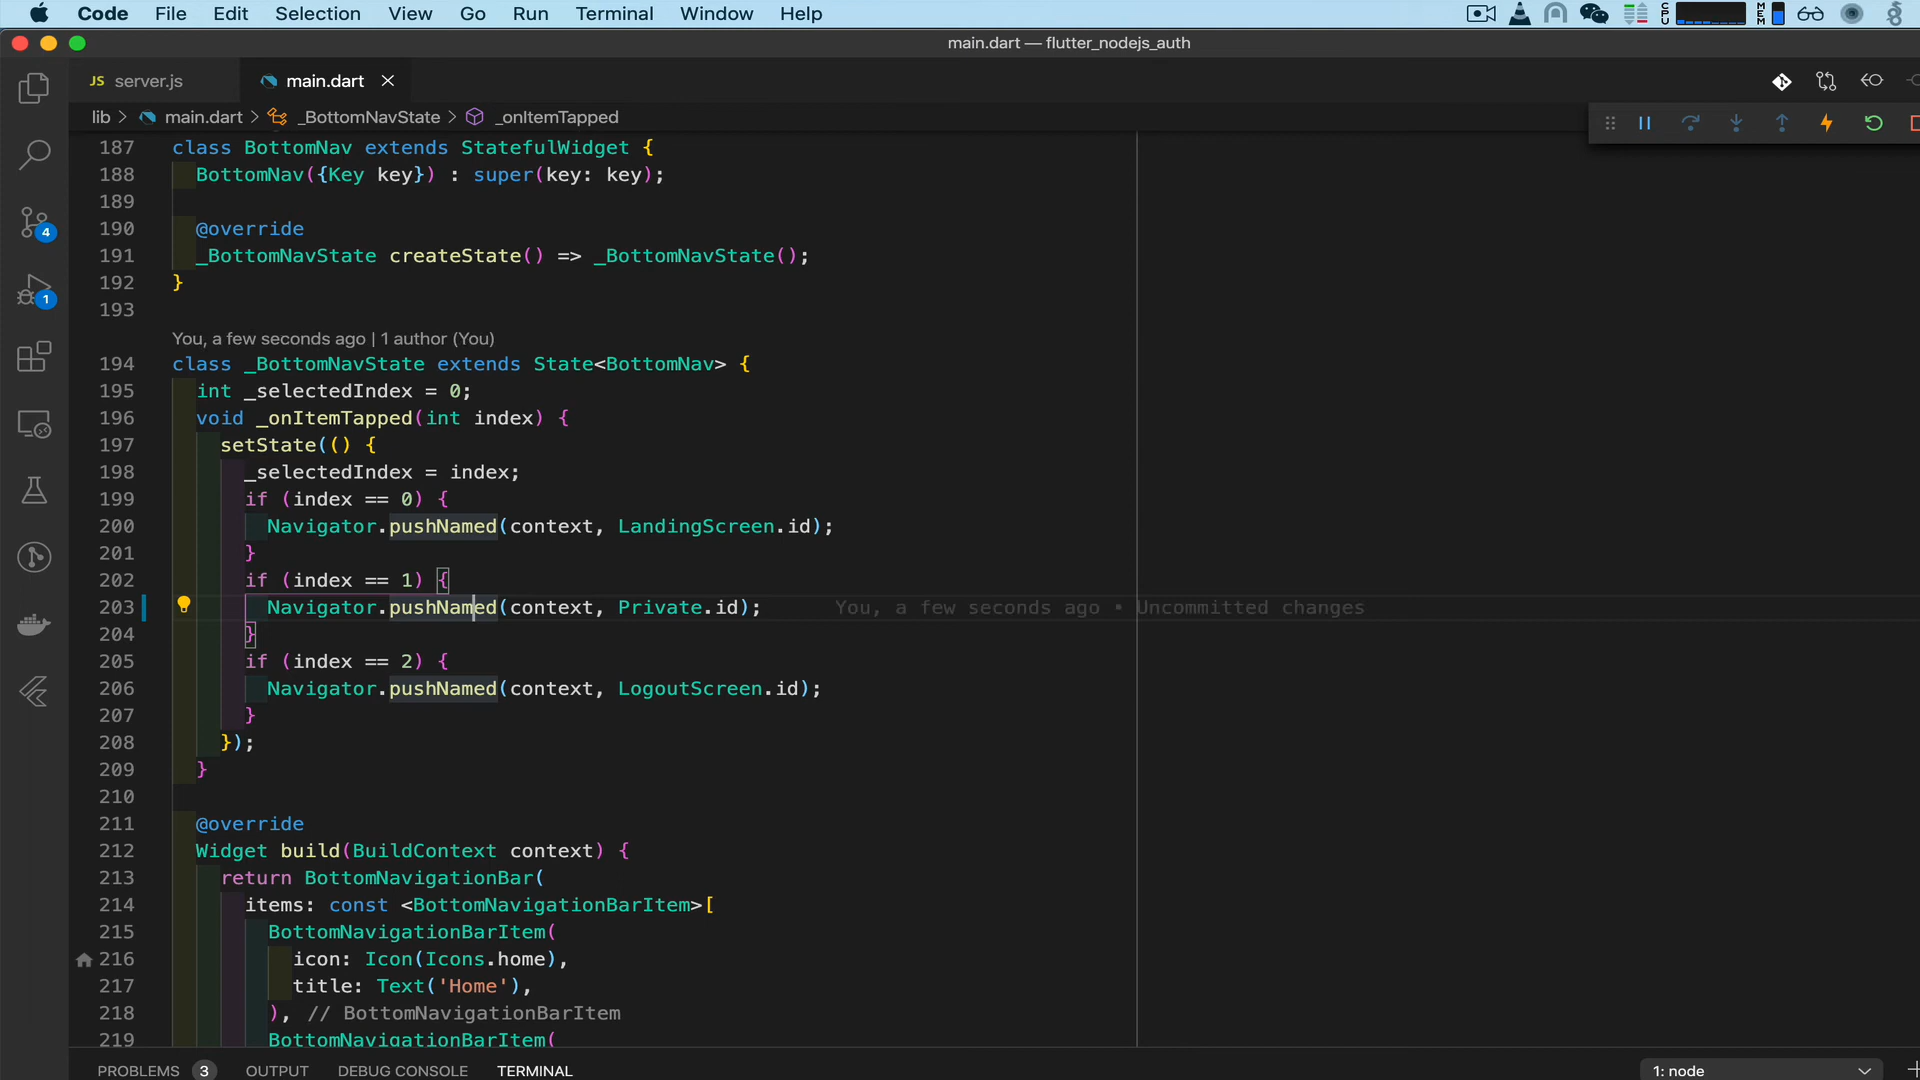 Code File Edit Selection View Go Run Terminal Window Help
CPU MEM
main.dart — flutter_nodejs_auth
JS server.js main.dart
lib > main.dart > _BottomNavState > _onItemTapped
187 class BottomNav extends StatefulWidget {
188 BottomNav({Key key}) : super(key: key);
189
190 @override
191 _BottomNavState createState() => _BottomNavState();
192 }
193
You, a few seconds ago | 1 author (You)
194 class _BottomNavState extends State<BottomNav> {
195 int _selectedIndex = 0;
196 void _onItemTapped(int index) {
197 setState(() {
198 _selectedIndex = index;
199 if (index == 0) {
200 Navigator.pushNamed(context, LandingScreen.id);
201 }
202 if (index == 1) {
203 Navigator.pushNamed(context, Private.id); You, a few seconds ago • Uncommitted changes
204 }
205 if (index == 2) {
206 Navigator.pushNamed(context, LogoutScreen.id);
207 }
208 });
209 }
210
211 @override
212 Widget build(BuildContext context) {
213 return BottomNavigationBar(
214 items: const <BottomNavigationBarItem>[
215 BottomNavigationBarItem(
216 icon: Icon(Icons.home),
217 title: Text('Home'),
218 ), // BottomNavigationBarItem
219 BottomNavigationBarItem(
4
1
PROBLEMS 3 OUTPUT DEBUG CONSOLE TERMINAL 1: node